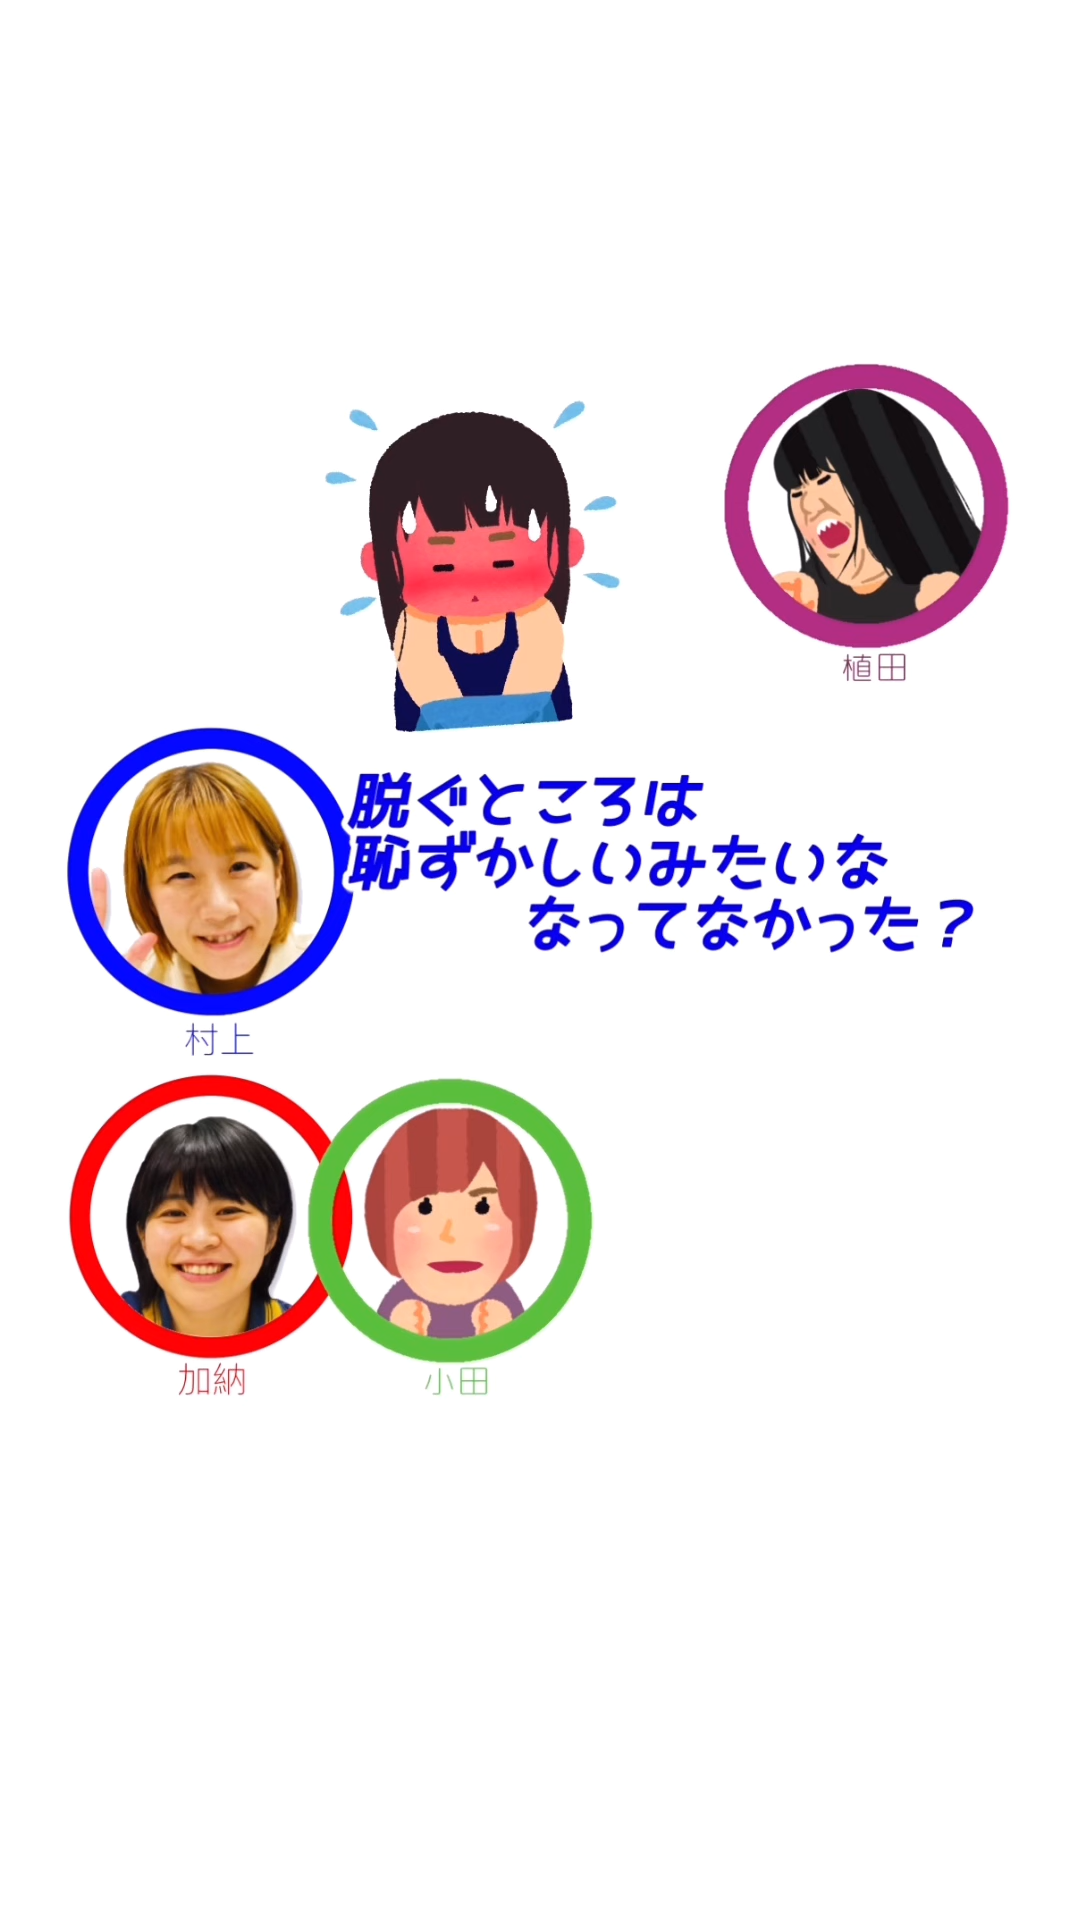 植田
脱ぐところは
恥ずかしいみたいな
なってなかった？
村上
加納
小田